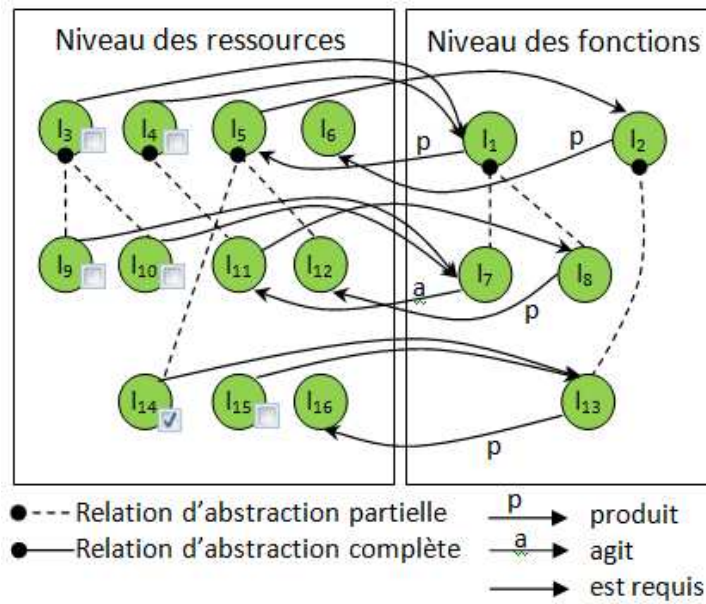 Niveau des ressources
Niveau des fonctions
I3
I4
I5
I6
I1
I2
p
p
I9
I10
I11
I12
I7
I8
a
p
I14
I15
I16
I13
p
Relation d'abstraction partielle
p
produit
Relation d'abstraction complète
a
agit
est requis